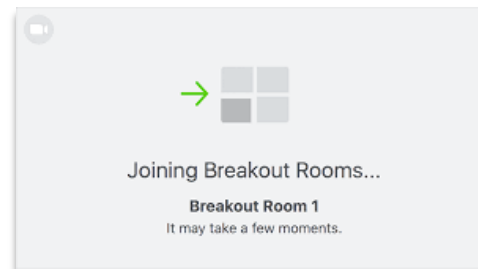 Joining Breakout Rooms...
Breakout Room 1
It may take a few moments.